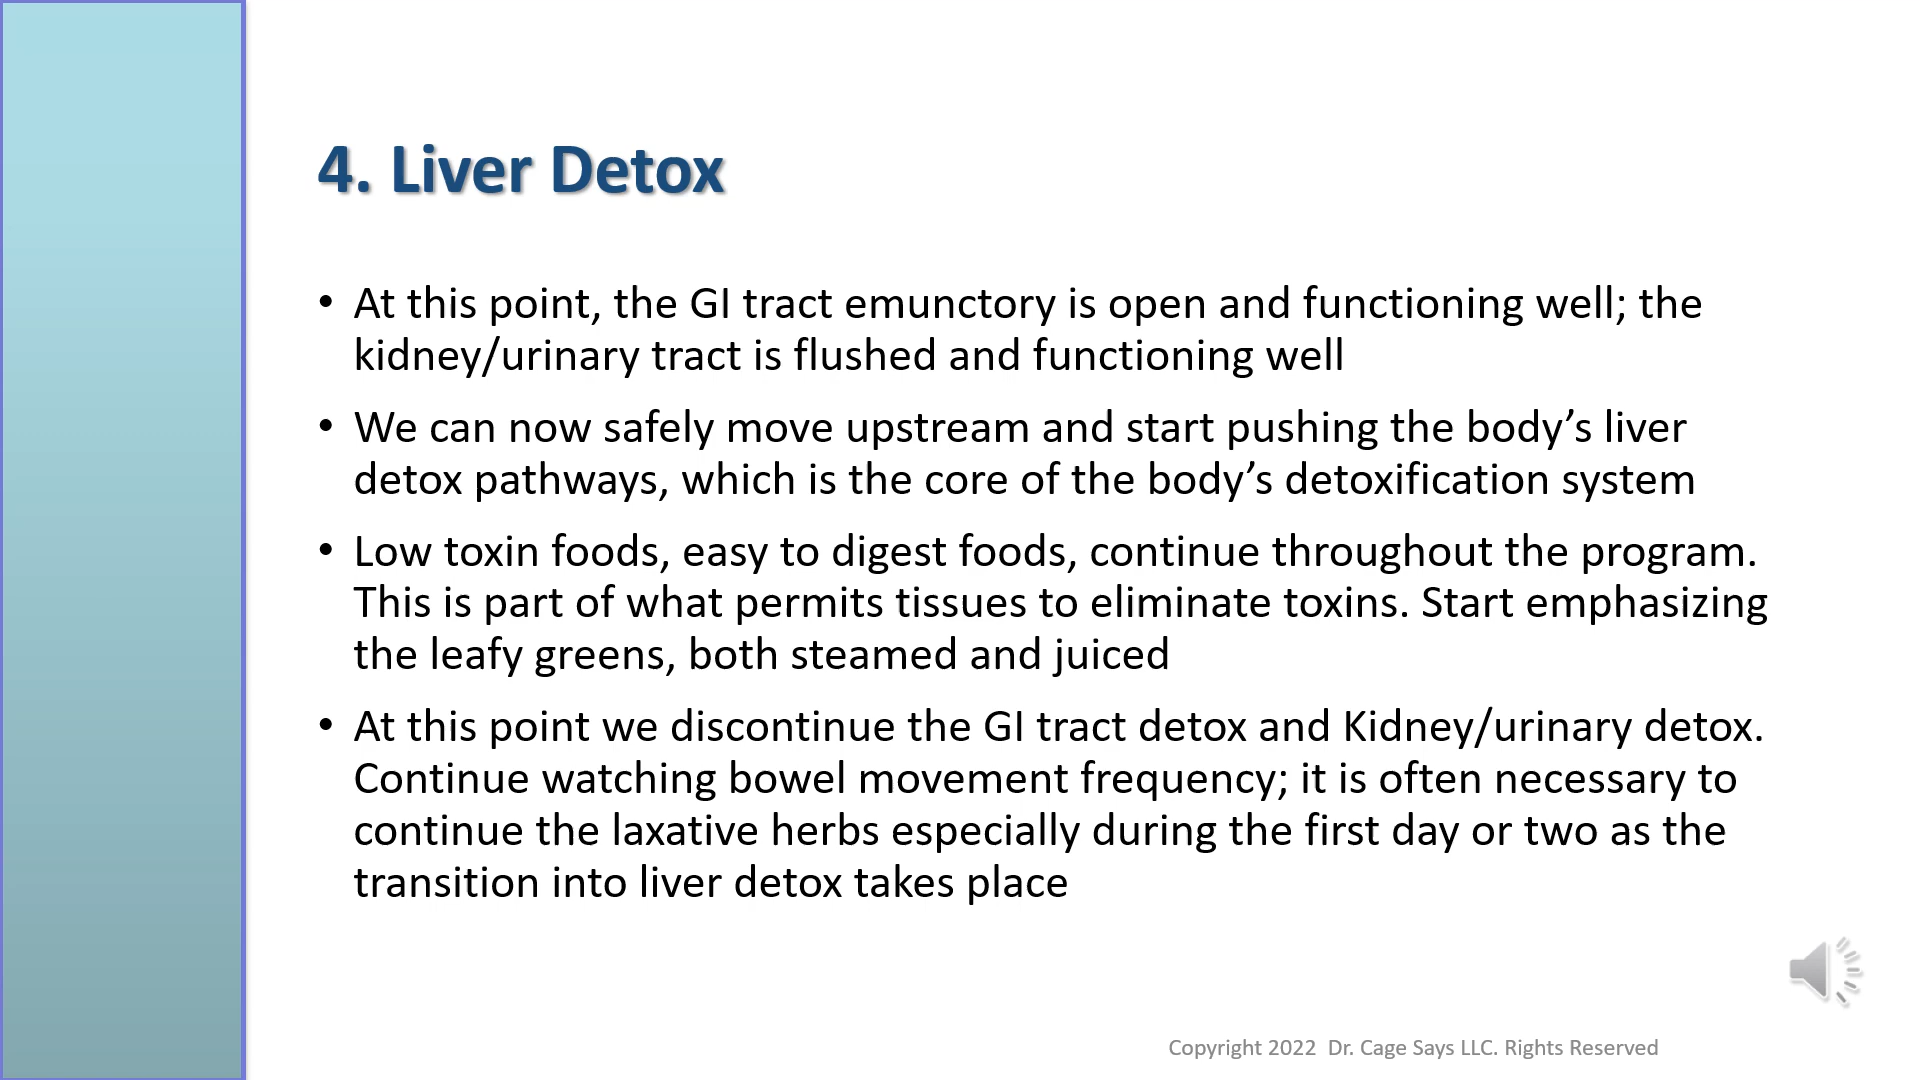 4. Liver Detox
• At this point, the GI tract emunctory is open and functioning well; the
kidney/urinary tract is flushed and functioning well
• We can now safely move upstream and start pushing the body’s liver
detox pathways, which is the core of the body’s detoxification system
• Low toxin foods, easy to digest foods, continue throughout the program.
This is part of what permits tissues to eliminate toxins. Start emphasizing
the leafy greens, both steamed and juiced
• At this point we discontinue the GI tract detox and Kidney/urinary detox.
Continue watching bowel movement frequency; it is often necessary to
continue the laxative herbs especially during the first day or two as the
transition into liver detox takes place
Copyright 2022  Dr. Cage Says LLC. Rights Reserved